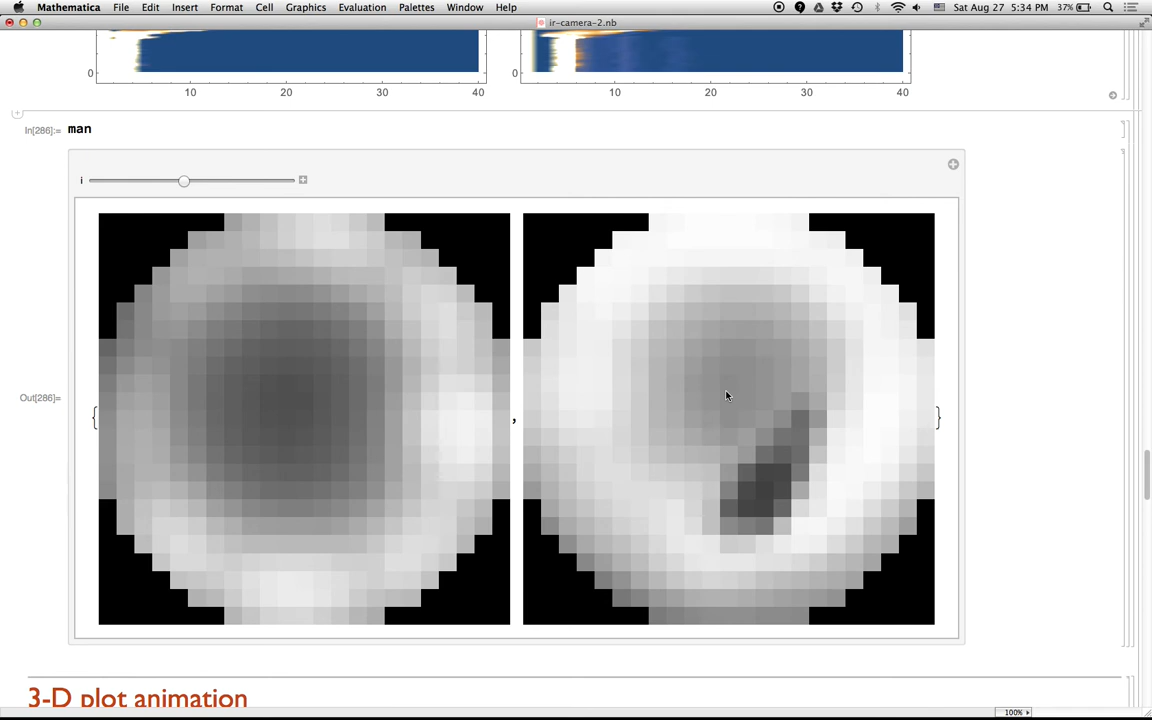 Mathematica File Edit Insert Format Cell Graphics Evaluation Palettes Window Help Sat Aug 27 5:34 PM 37%
ir-camera-2.nb
0 0
10 20 30 40 10 20 30 40
In[286]:= man
i
Out[286]= { , }
3-D plot animation
100%